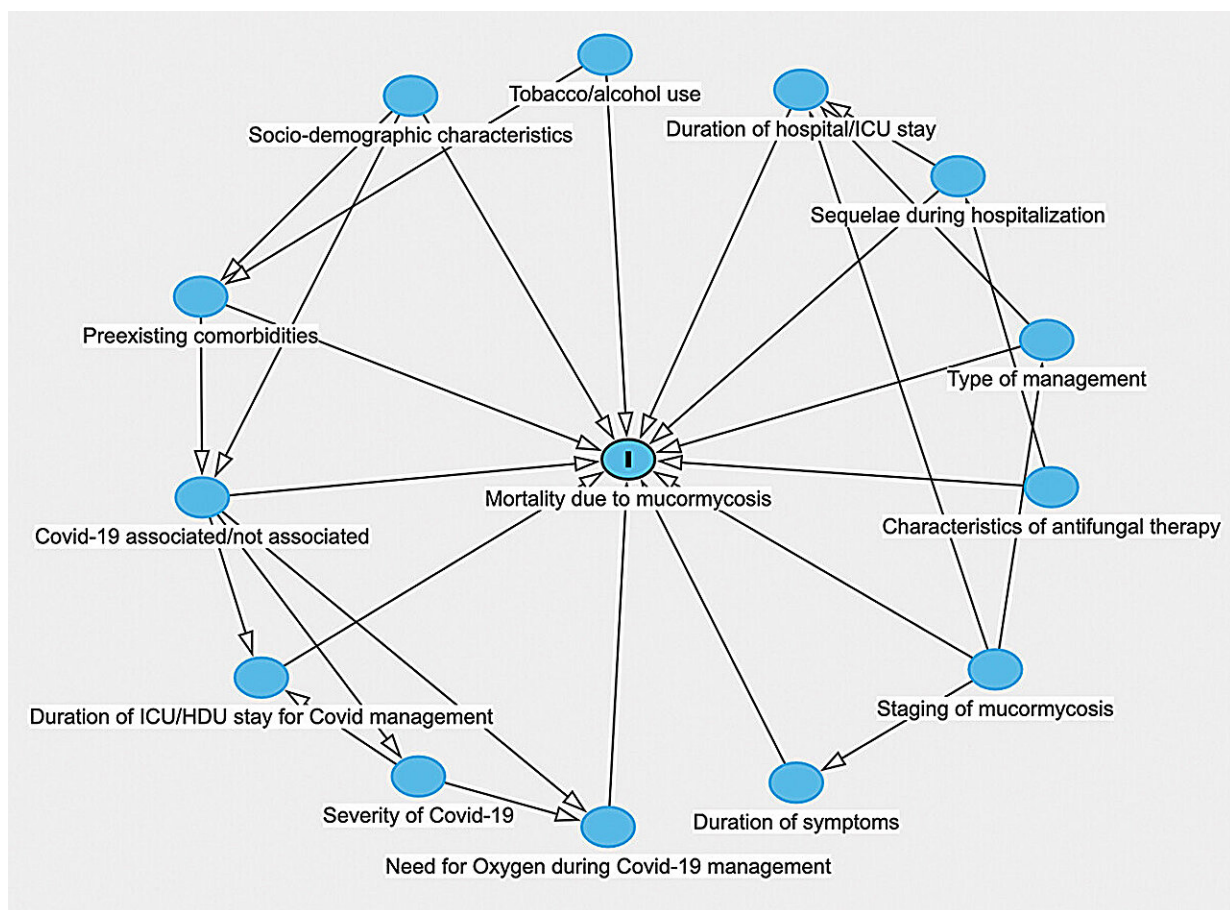 Tobacco/alcohol use
Socio-demographic characteristics
Duration of hospital/ICU stay
Sequelae during hospitalization
Preexisting comorbidities
Type of management
I
Mortality due to mucormycosis
Covid-19 associated/not associated
Characteristics of antifungal therapy
Duration of ICU/HDU stay for Covid management
Staging of mucormycosis
Severity of Covid-19
Duration of symptoms
Need for Oxygen during Covid-19 management